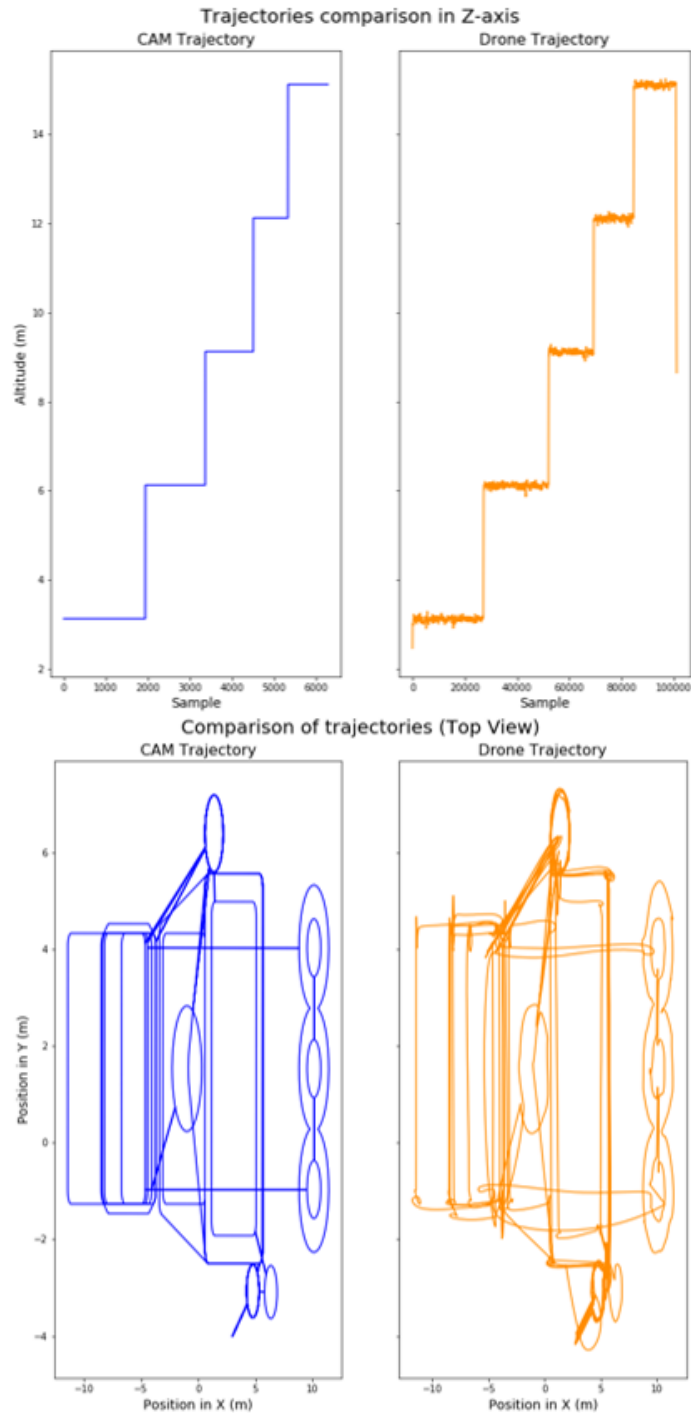 Trajectories comparison in Z-axis
CAM Trajectory
Drone Trajectory
Altitude (m)
14
12
10
8
6
4
2
0 1000 2000 3000 4000 5000 6000
0 20000 40000 60000 80000 100000
Sample
Sample
Comparison of trajectories (Top View)
CAM Trajectory
Drone Trajectory
Position in Y (m)
6
4
2
0
−2
−4
−10 −5 0 5 10
−10 −5 0 5 10
Position in X (m)
Position in X (m)